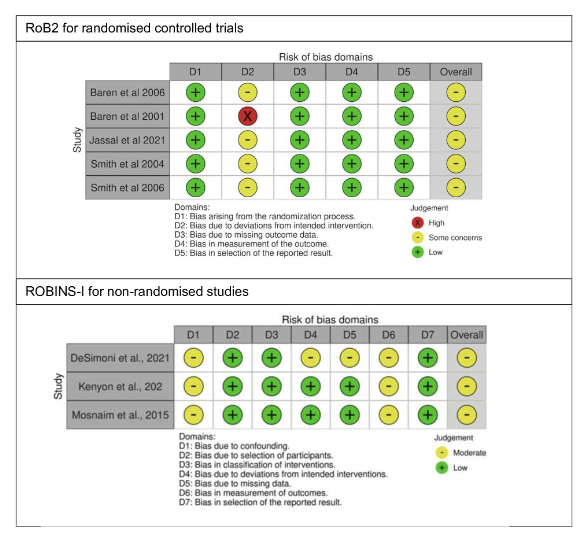 RoB2 for randomised controlled trials
Risk of bias domains
D1 D2 D3 D4 D5 Overall
Study
Baren et al 2006 + - + + + -
Baren et al 2001 + X + + + -
Jassal et al 2021 + - + + + -
Smith et al 2004 + - + + + -
Smith et al 2006 + - + + + -
Domains:
D1: Bias arising from the randomization process.
D2: Bias due to deviations from intended intervention.
D3: Bias due to missing outcome data.
D4: Bias in measurement of the outcome.
D5: Bias in selection of the reported result.
Judgement
X High
- Some concerns
+ Low
ROBINS-I for non-randomised studies
Risk of bias domains
D1 D2 D3 D4 D5 D6 D7 Overall
Study
DeSimoni et al., 2021 - + + - - - + -
Kenyon et al., 202 - + + + + - + -
Mosnaim et al., 2015 - + + + + - + -
Domains:
D1: Bias due to confounding.
D2: Bias due to selection of participants.
D3: Bias in classification of interventions.
D4: Bias due to deviations from intended interventions.
D5: Bias due to missing data.
D6: Bias in measurement of outcomes.
D7: Bias in selection of the reported result.
Judgement
- Moderate
+ Low